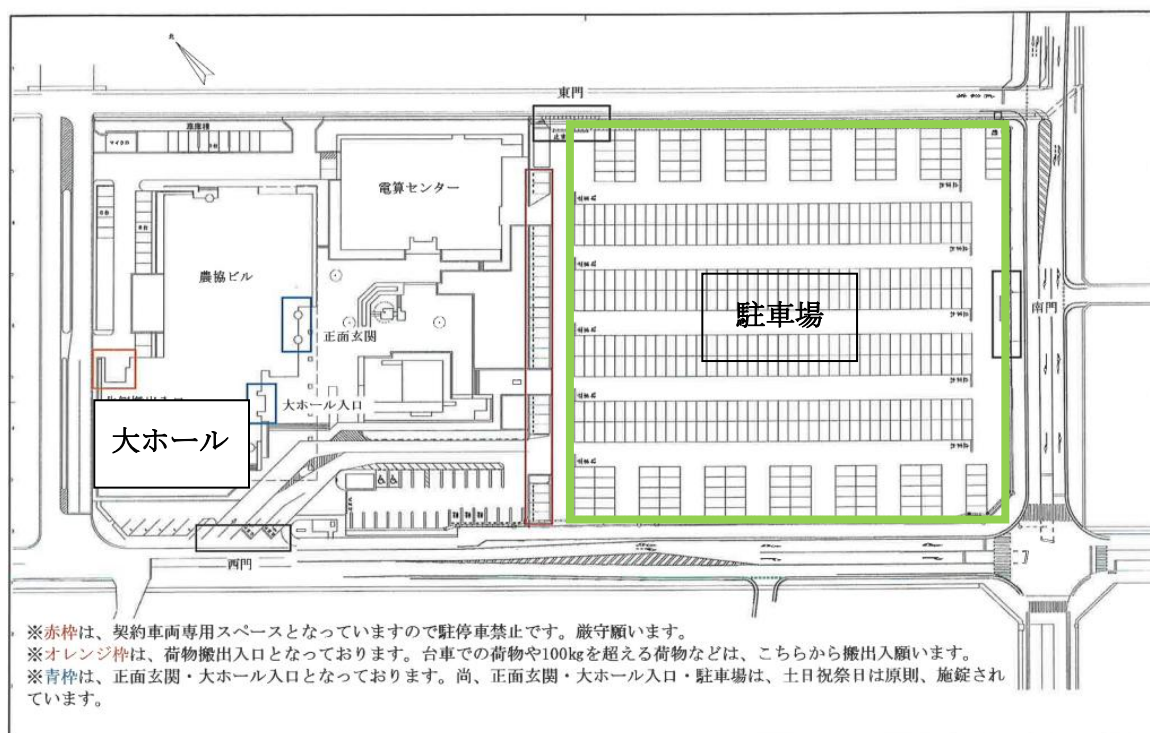 東門
車庫棟
マイクロ
電算センター
農協ビル
駐車場
南門
正面玄関
大ホール入口
大ホール
西門
※赤枠は、契約車両専用スペースとなっていますので駐停車禁止です。厳守願います。
※オレンジ枠は、荷物搬出入口となっております。台車での荷物や100kgを超える荷物などは、こちらから搬出入願います。
※青枠は、正面玄関・大ホール入口となっております。尚、正面玄関・大ホール入口・駐車場は、土日祝祭日は原則、施錠され
ています。